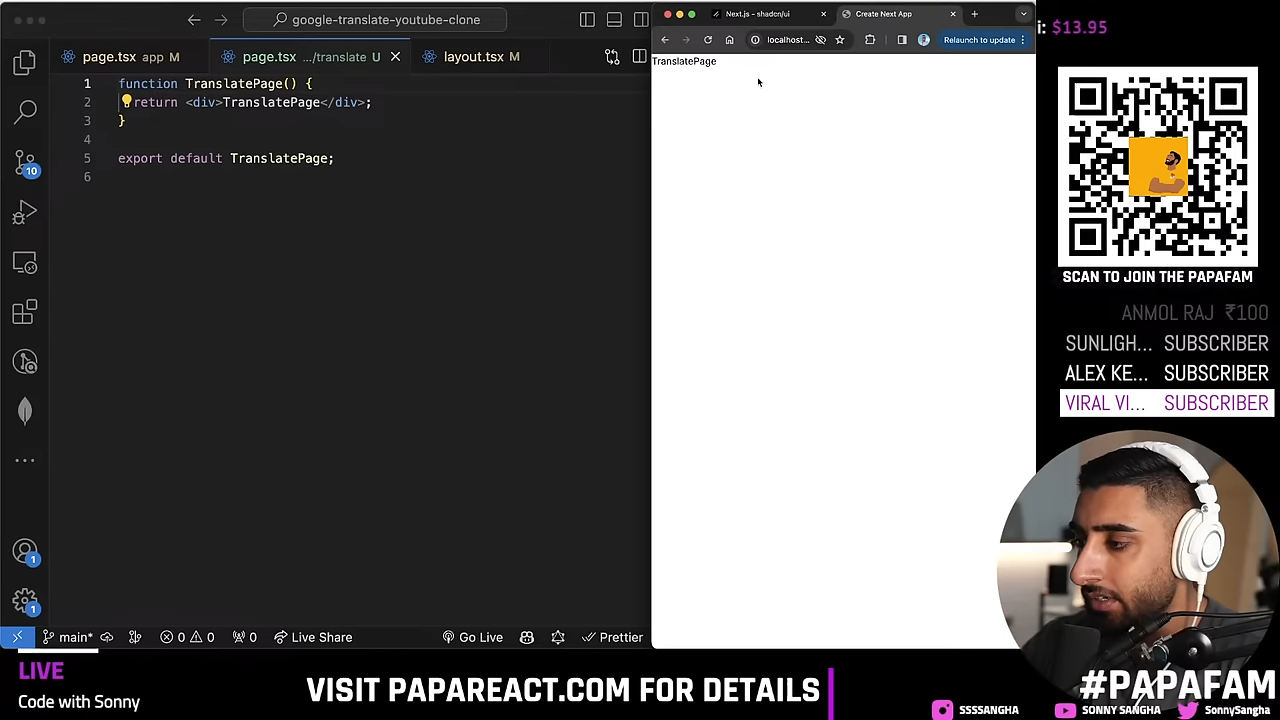 google-translate-youtube-clone
page.tsx app M
page.tsx .../translate U
layout.tsx M
1 function TranslatePage() {
2 return <div>TranslatePage</div>;
3 }
4
5 export default TranslatePage;
6
10
1
1
main*
0 0
0
Live Share
Go Live
Prettier
Next.js - shadcn/ui
Create Next App
localhost...
Relaunch to update
TranslatePage
i: $13.95
SCAN TO JOIN THE PAPAFAM
ANMOL RAJ ₹100
SUNLIGH... SUBSCRIBER
ALEX KE... SUBSCRIBER
VIRAL VI... SUBSCRIBER
LIVE
Code with Sonny
VISIT PAPAREACT.COM FOR DETAILS
#PAPAFAM
SSSSANGHA
SONNY SANGHA
SonnySangha